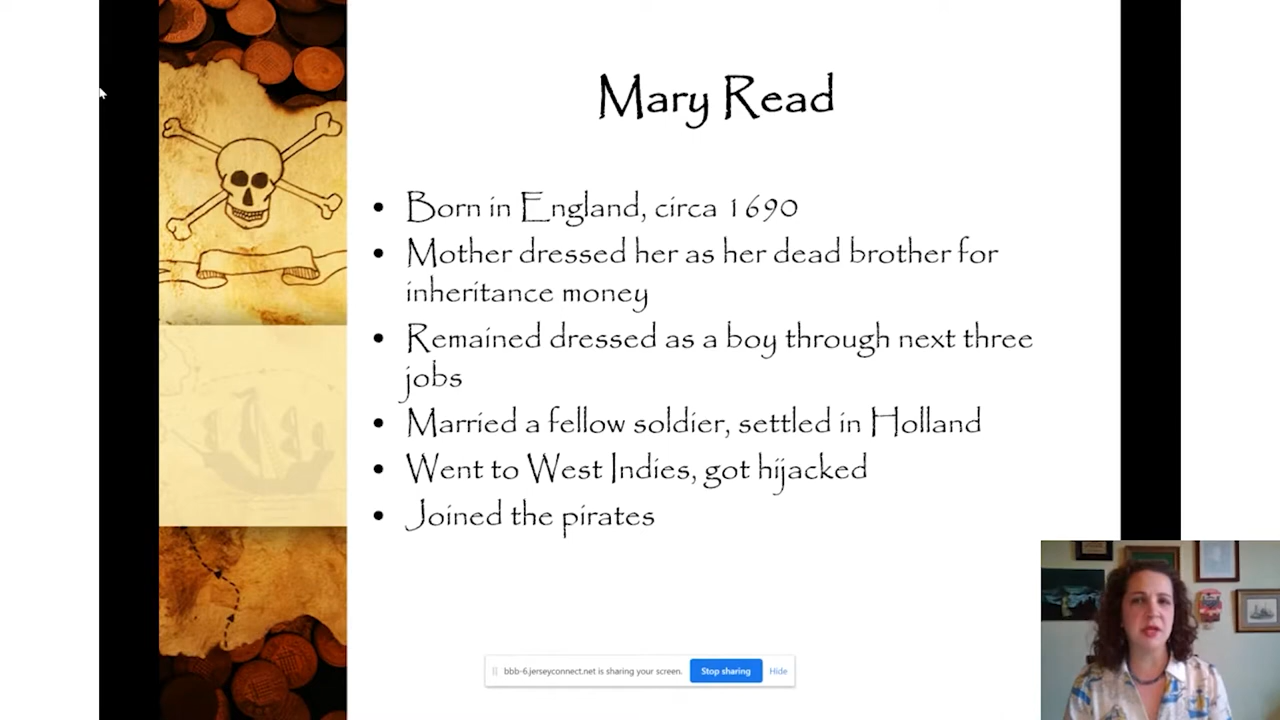 Mary Read
• Born in England, circa 1690
• Mother dressed her as her dead brother for
inheritance money
• Remained dressed as a boy through next three
jobs
• Married a fellow soldier, settled in Holland
• Went to West Indies, got hijacked
• Joined the pirates
bbb-6.jerseyconnect.net is sharing your screen. Stop sharing Hide